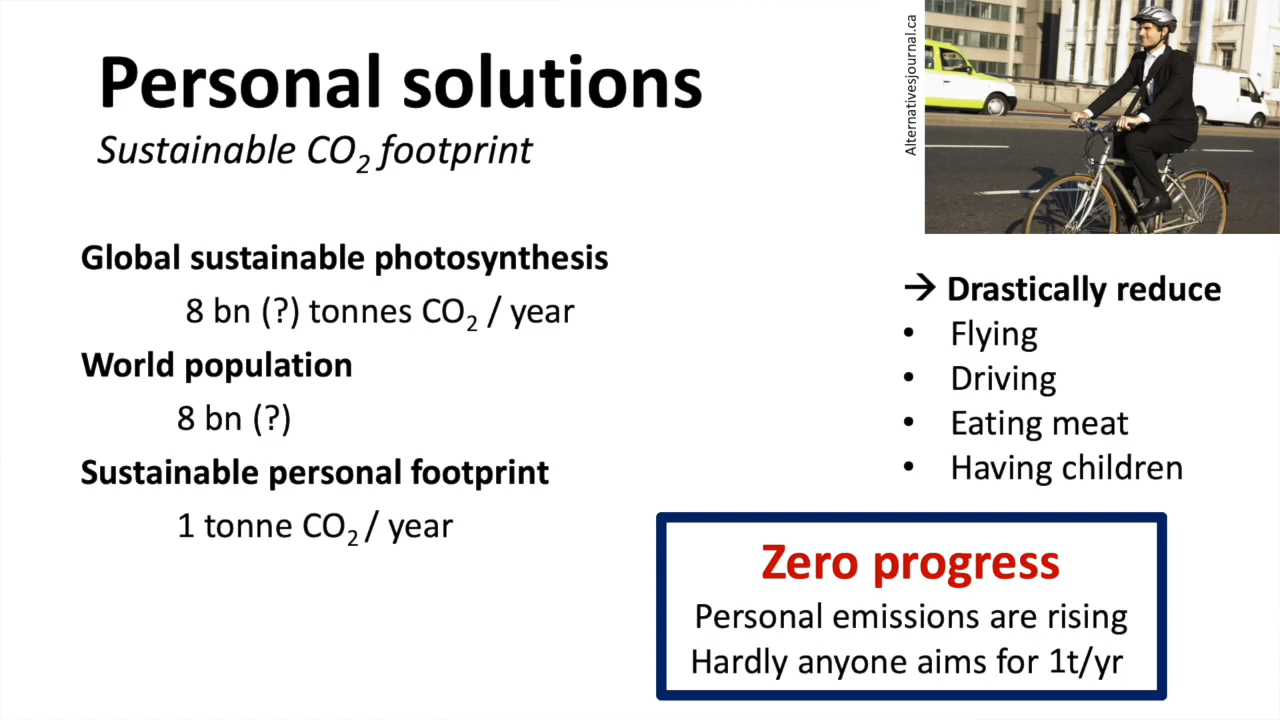 Personal solutions
Sustainable CO₂ footprint
Alternativesjournal.ca
Global sustainable photosynthesis
8 bn (?) tonnes CO₂ / year
World population
8 bn (?)
Sustainable personal footprint
1 tonne CO₂ / year
→ Drastically reduce
• Flying
• Driving
• Eating meat
• Having children
Zero progress
Personal emissions are rising
Hardly anyone aims for 1t/yr